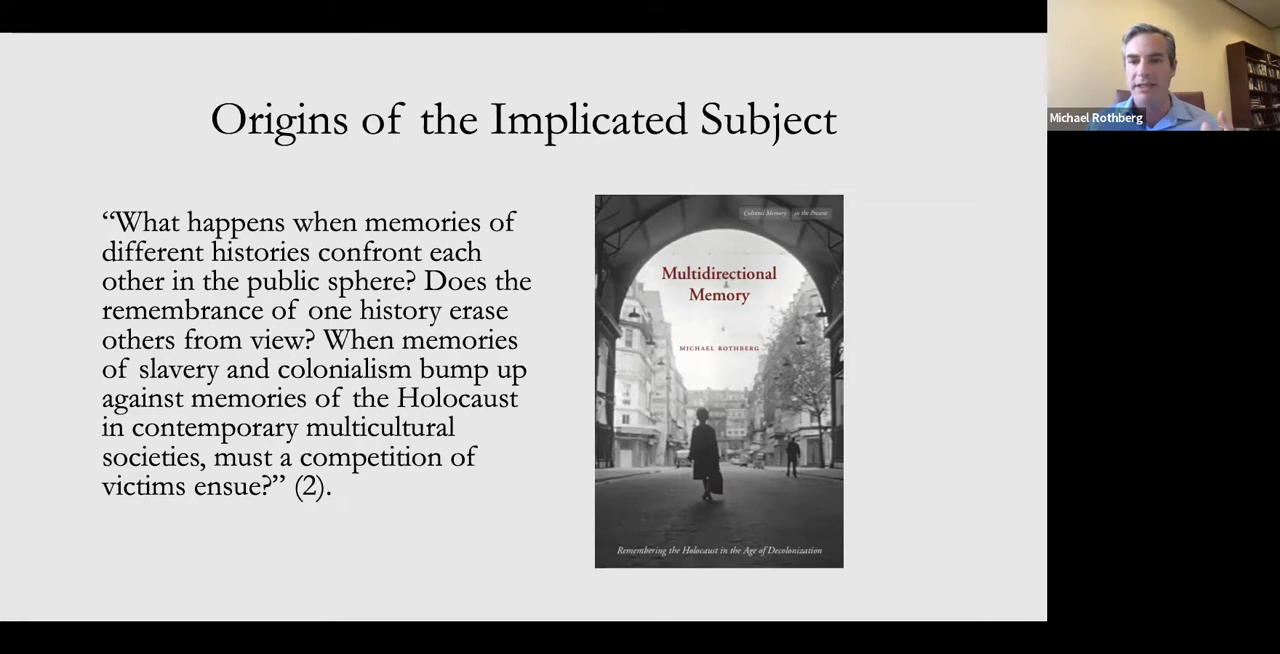 Origins of the Implicated Subject
“What happens when memories of
different histories confront each
other in the public sphere? Does the
remembrance of one history erase
others from view? When memories
of slavery and colonialism bump up
against memories of the Holocaust
in contemporary multicultural
societies, must a competition of
victims ensue?” (2).
Cultural Memory in the Present
Multidirectional
Memory
MICHAEL ROTHBERG
Remembering the Holocaust in the Age of Decolonization
Michael Rothberg